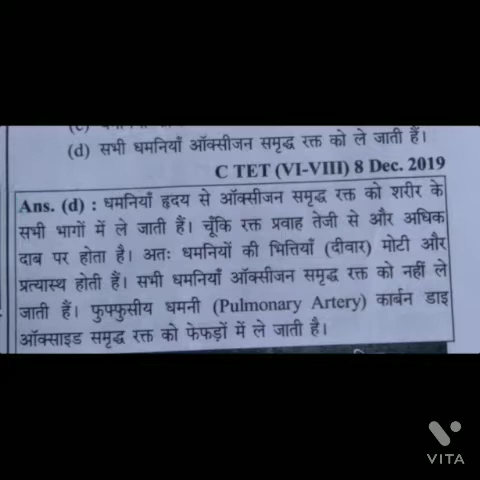 (d) सभी धमनियाँ ऑक्सीजन समृद्ध रक्त को ले जाती हैं।
C TET (VI-VIII) 8 Dec. 2019
Ans. (d) : धमनियाँ हृदय से ऑक्सीजन समृद्ध रक्त को शरीर के
सभी भागों में ले जाती हैं। चूँकि रक्त प्रवाह तेजी से और अधिक
दाब पर होता है। अतः धमनियों की भित्तियाँ (दीवार) मोटी और
प्रत्यास्थ होती हैं। सभी धमनियाँ ऑक्सीजन समृद्ध रक्त को नहीं ले
जाती हैं। फुफ्फुसीय धमनी (Pulmonary Artery) कार्बन डाइ
ऑक्साइड समृद्ध रक्त को फेफड़ों में ले जाती है।
VITA